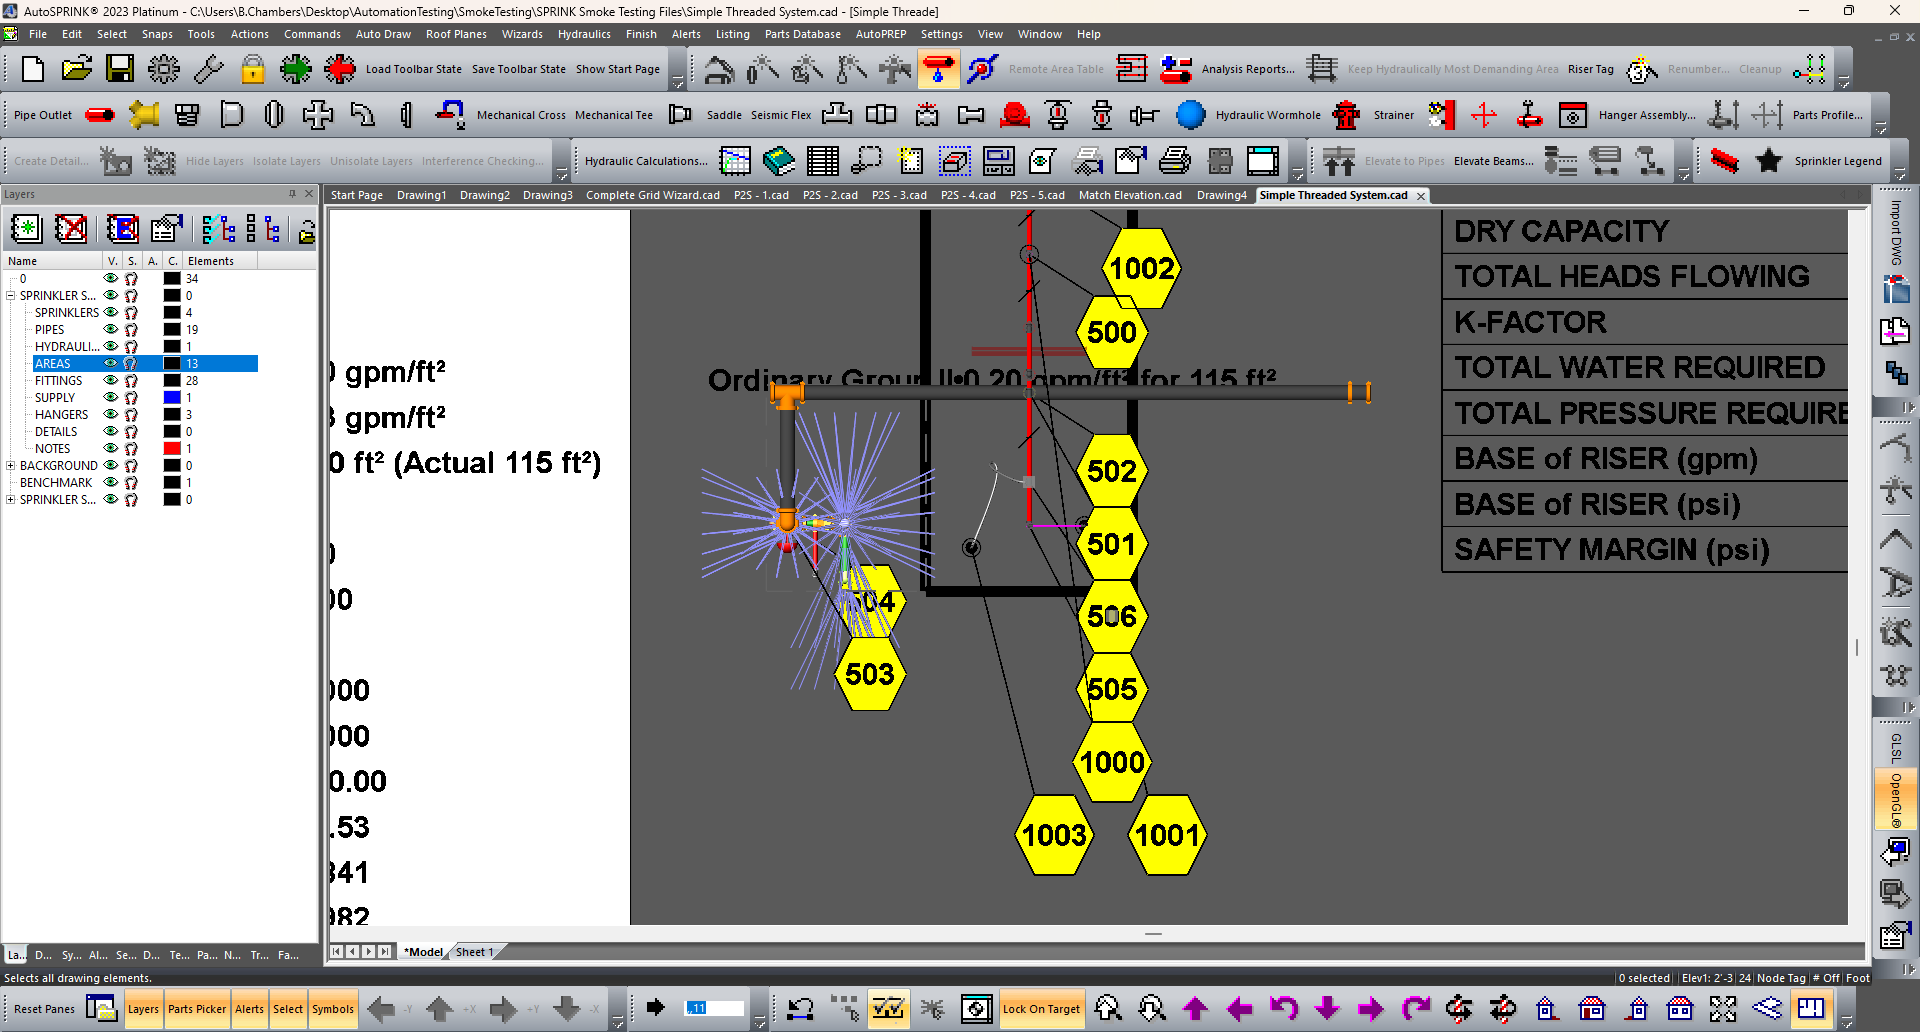 AutoSPRINK® 2023 Platinum - C:\Users\B.Chambers\Desktop\AutomationTesting\SmokeTesting\SPRINK Smoke Testing Files\Simple Threaded System.cad - [Simple Threade]
File Edit Select Snaps Tools Actions Commands Auto Draw Roof Planes Wizards Hydraulics Finish Alerts Listing Parts Database AutoPREP Settings View Window Help
Load Toolbar State Save Toolbar State Show Start Page Remote Area Table Analysis Reports... Keep Hydraulically Most Demanding Area Riser Tag Renumber... Cleanup
Pipe Outlet Mechanical Cross Mechanical Tee Saddle Seismic Flex Hydraulic Wormhole Strainer Hanger Assembly... Parts Profile...
Create Detail... Hide Layers Isolate Layers Unisolate Layers Interference Checking... Hydraulic Calculations... Elevate to Pipes Elevate Beams... Sprinkler Legend
Layers
Start Page Drawing1 Drawing2 Drawing3 Complete Grid Wizard.cad P2S - 1.cad P2S - 2.cad P2S - 3.cad P2S - 4.cad P2S - 5.cad Match Elevation.cad Drawing4 Simple Threaded System.cad
Name V. S. A. C. Elements
0 34
SPRINKLER S... 0
SPRINKLERS 4
PIPES 19
HYDRAULI... 1
AREAS 13
FITTINGS 28
SUPPLY 1
HANGERS 3
DETAILS 0
NOTES 1
BACKGROUND 0
BENCHMARK 1
SPRINKLER S... 0
gpm/ft²
gpm/ft²
0 ft² (Actual 115 ft²)
00
000
000
0.00
.53
341
982
Ordinary Group II 0.20 gpm/ft² for 115 ft²
1002
500
502
501
506
505
1000
1003
1001
504
503
DRY CAPACITY
TOTAL HEADS FLOWING
K-FACTOR
TOTAL WATER REQUIRED
TOTAL PRESSURE REQUIRE
BASE of RISER (gpm)
BASE of RISER (psi)
SAFETY MARGIN (psi)
Import DWG
GLSL
OpenGL®
La... D... Sy... Al... Se... D... Te... Pa... N... Tr... Fa...
*Model Sheet 1
Selects all drawing elements.
0 selected Elev1: 2'-3 24 Node Tag # Off Foot
Reset Panes Layers Parts Picker Alerts Select Symbols -Y +X +Y -X ,,11 Lock On Target